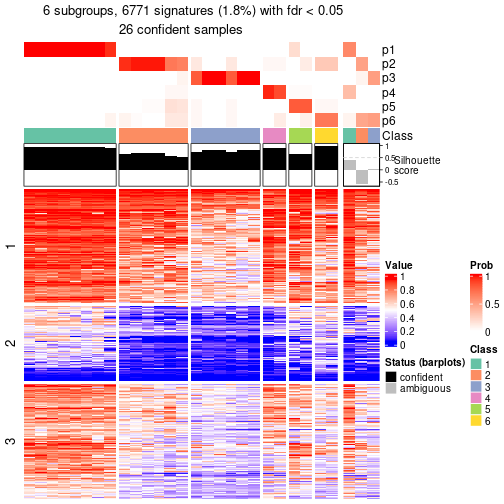 6 subgroups, 6771 signatures (1.8%) with fdr < 0.05
26 confident samples
p1
p2
p3
p4
p5
p6
Class
1
0.5
0
-0.5
Silhouette
score
1
2
3
Value
1
0.8
0.6
0.4
0.2
0
Status (barplots)
confident
ambiguous
Prob
1
0.5
0
Class
1
2
3
4
5
6